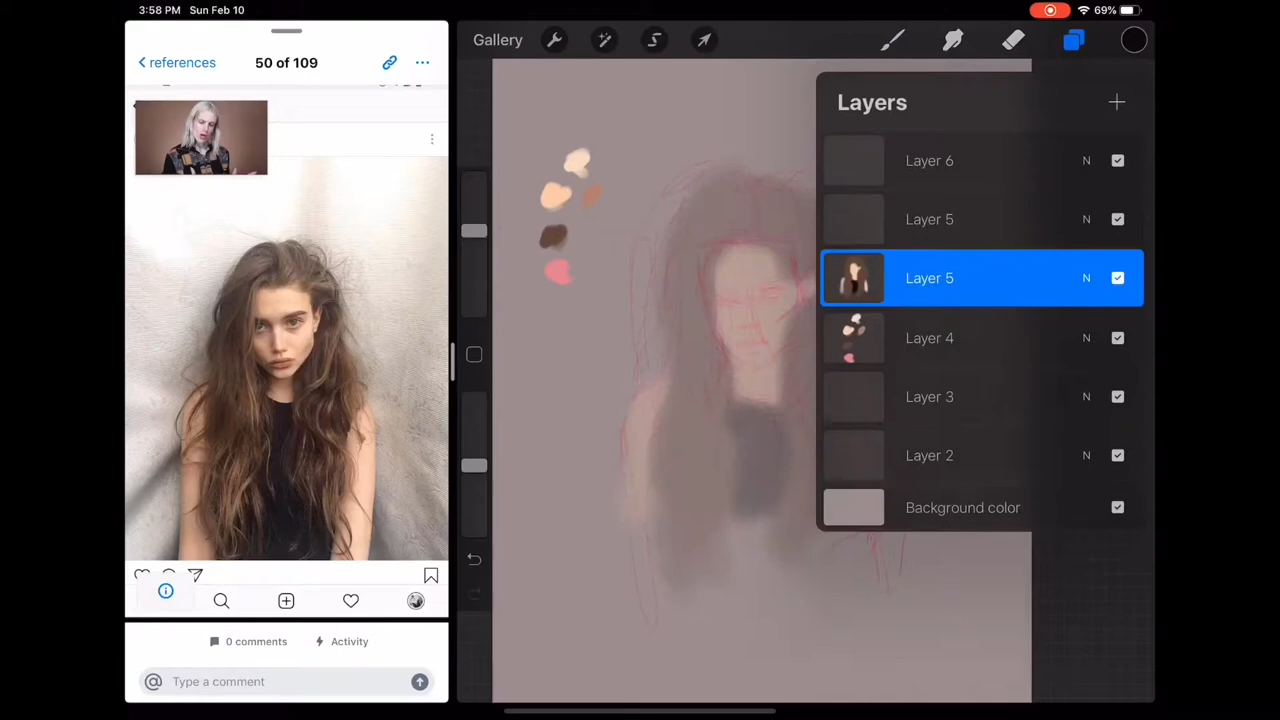 3:58 PM Sun Feb 10
69%
references
50 of 109
0 comments
Activity
Type a comment
Gallery
Layers
Layer 6 N
Layer 5 N
Layer 5 N
Layer 4 N
Layer 3 N
Layer 2 N
Background color